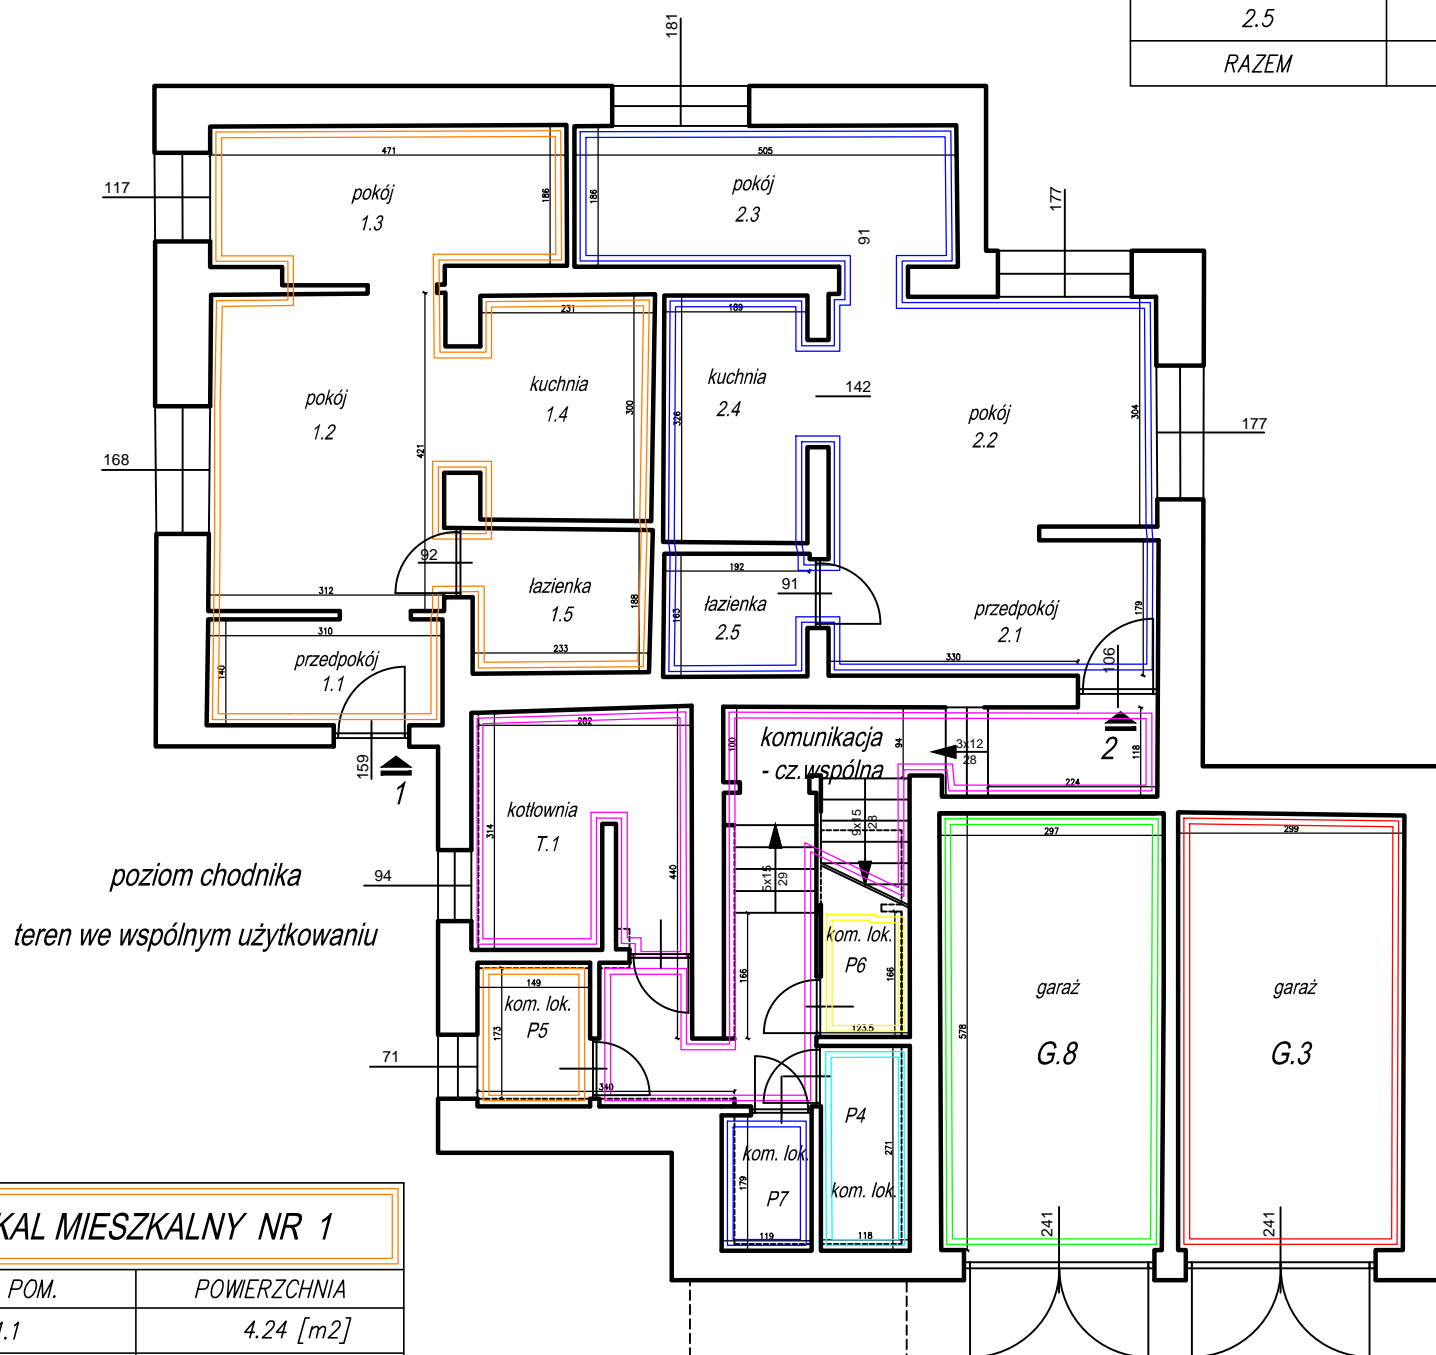 2.5
RAZEM
181
117
471
186
pokój
1.3
186
505
pokój
2.3
91
177
231
189
kuchnia
1.4
300
kuchnia
2.4
326
142
pokój
1.2
421
pokój
2.2
304
177
168
92
312
łazienka
1.5
188
233
192
91
łazienka
2.5
163
przedpokój
2.1
179
330
106
310
140
przedpokój
1.1
159
1
282
kotłownia
T.1
314
440
100
komunikacja
- cz.wspólna
94
3x12
28
118
224
2
9x15
28
5x15
29
poziom chodnika
teren we wspólnym użytkowaniu
94
71
149
kom. lok.
P5
173
340
166
kom. lok.
P6
166
123.5
P4
271
kom. lok.
118
kom. lok.
P7
179
119
297
578
garaż
G.8
241
299
garaż
G.3
241
KAL MIESZKALNY NR 1
POM.
POWIERZCHNIA
1.1
4.24 [m2]